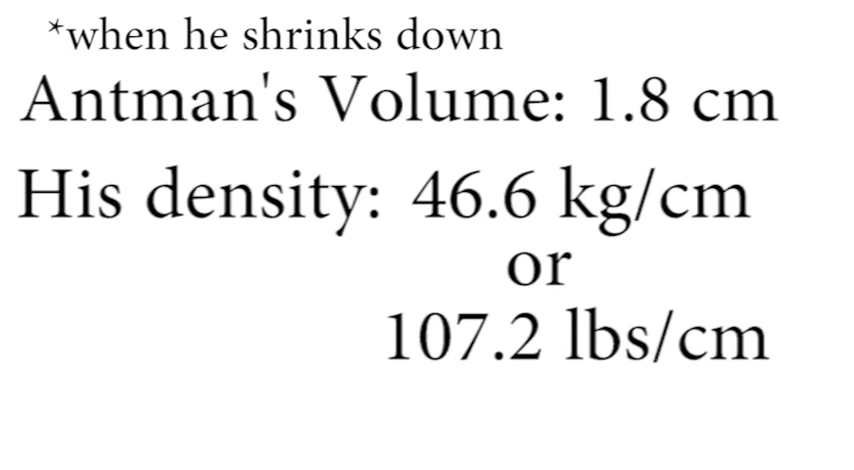 *when he shrinks down
Antman's Volume: 1.8 cm
His density: 46.6 kg/cm
or
107.2 lbs/cm